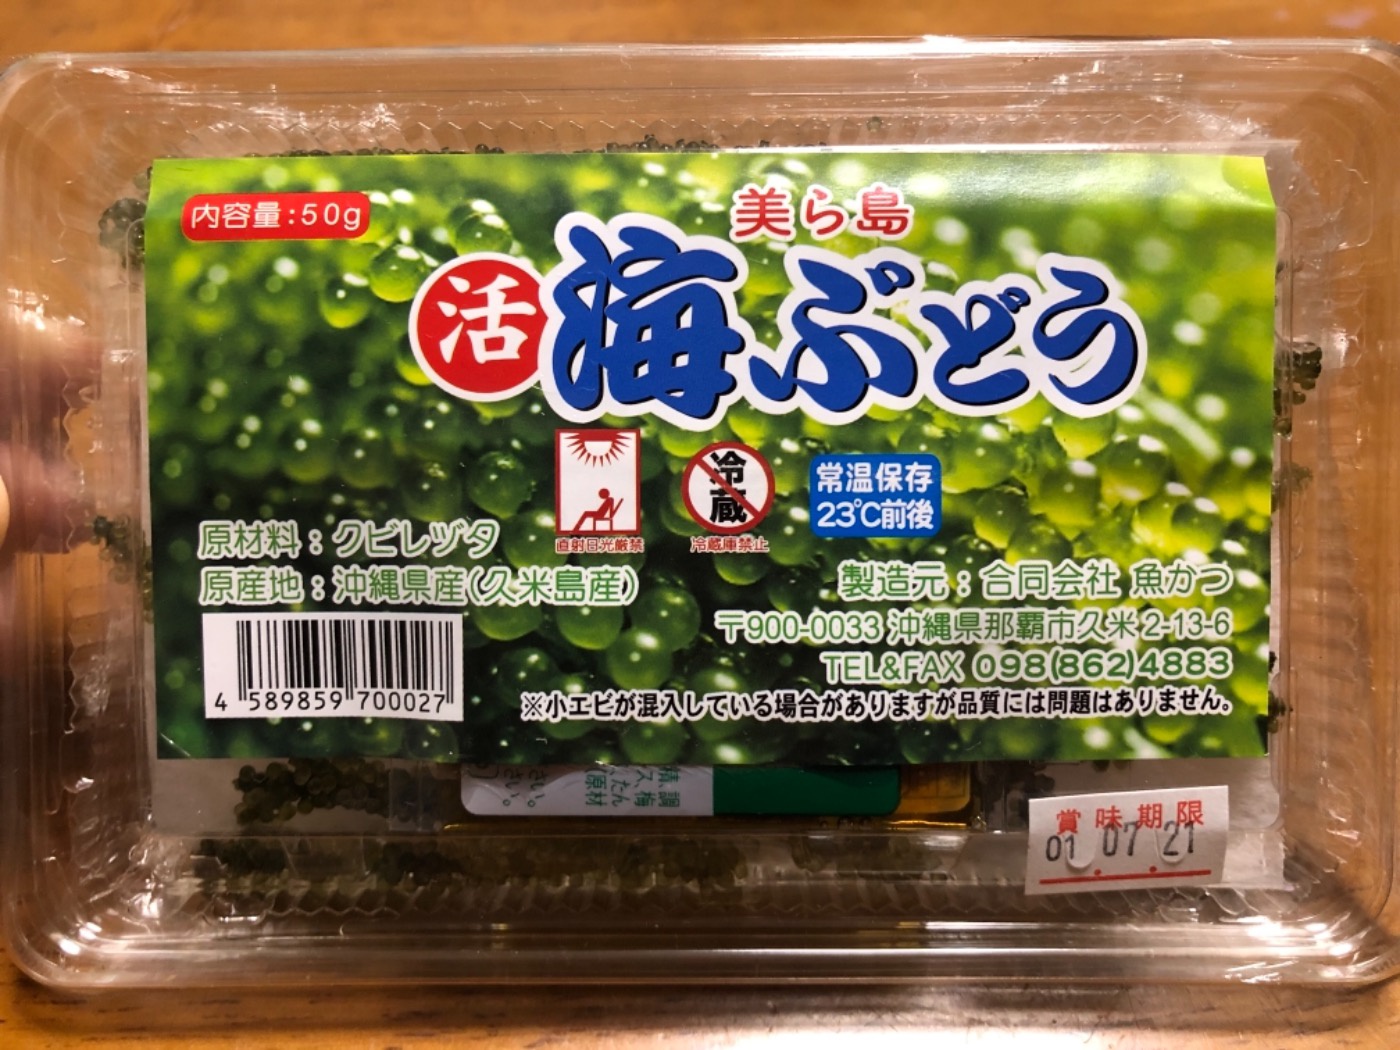 内容量:50g
美ら島
活 海ぶどう
冷蔵
常温保存
23℃前後
直射日光厳禁
冷蔵庫禁止
原材料：クビレヅタ
原産地：沖縄県産(久米島産)
製造元：合同会社 魚かつ
〒900-0033 沖縄県那覇市久米2-13-6
TEL&FAX 098(862)4883
※小エビが混入している場合がありますが品質には問題はありません。
4 589859 700027
賞味期限
01 07 21